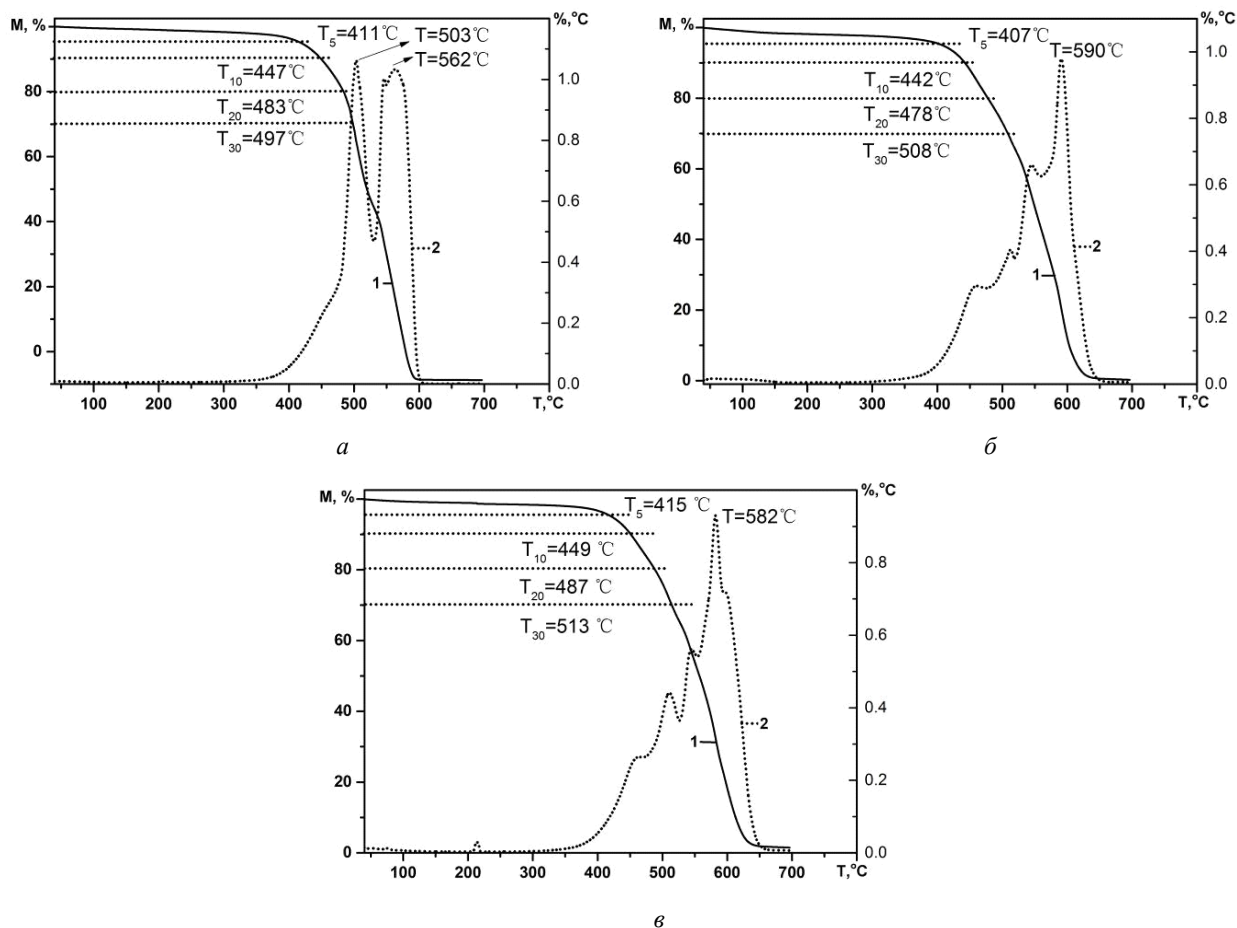 M, %
%,°C
T5=411℃
T=503℃
T=562℃
T10=447℃
T20=483℃
T30=497℃
80
60
40
20
0
1.0
0.8
0.6
0.4
0.2
0.0
1
2
100 200 300 400 500 600 700 T,°C
а
M, %
%,°C
T5=407℃
T=590℃
T10=442℃
T20=478℃
T30=508℃
80
60
40
20
0
1.0
0.8
0.6
0.4
0.2
0.0
1
2
100 200 300 400 500 600 700 T,°C
б
M, %
%,°C
T5=415℃
T=582℃
T10=449 ℃
T20=487 ℃
T30=513 ℃
80
60
40
20
0
0.8
0.6
0.4
0.2
0.0
1
2
100 200 300 400 500 600 700 T,°C
в